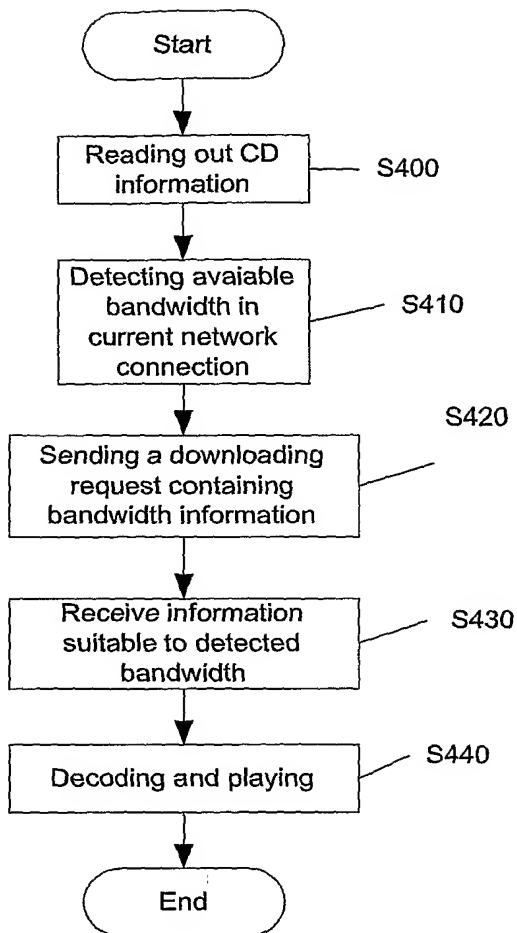 Start
Reading out CD
information
S400
Detecting avaiable
bandwidth in
current network
connection
S410
S420
Sending a downloading
request containing
bandwidth information
Receive information
suitable to detected
bandwidth
S430
Decoding and playing
S440
End